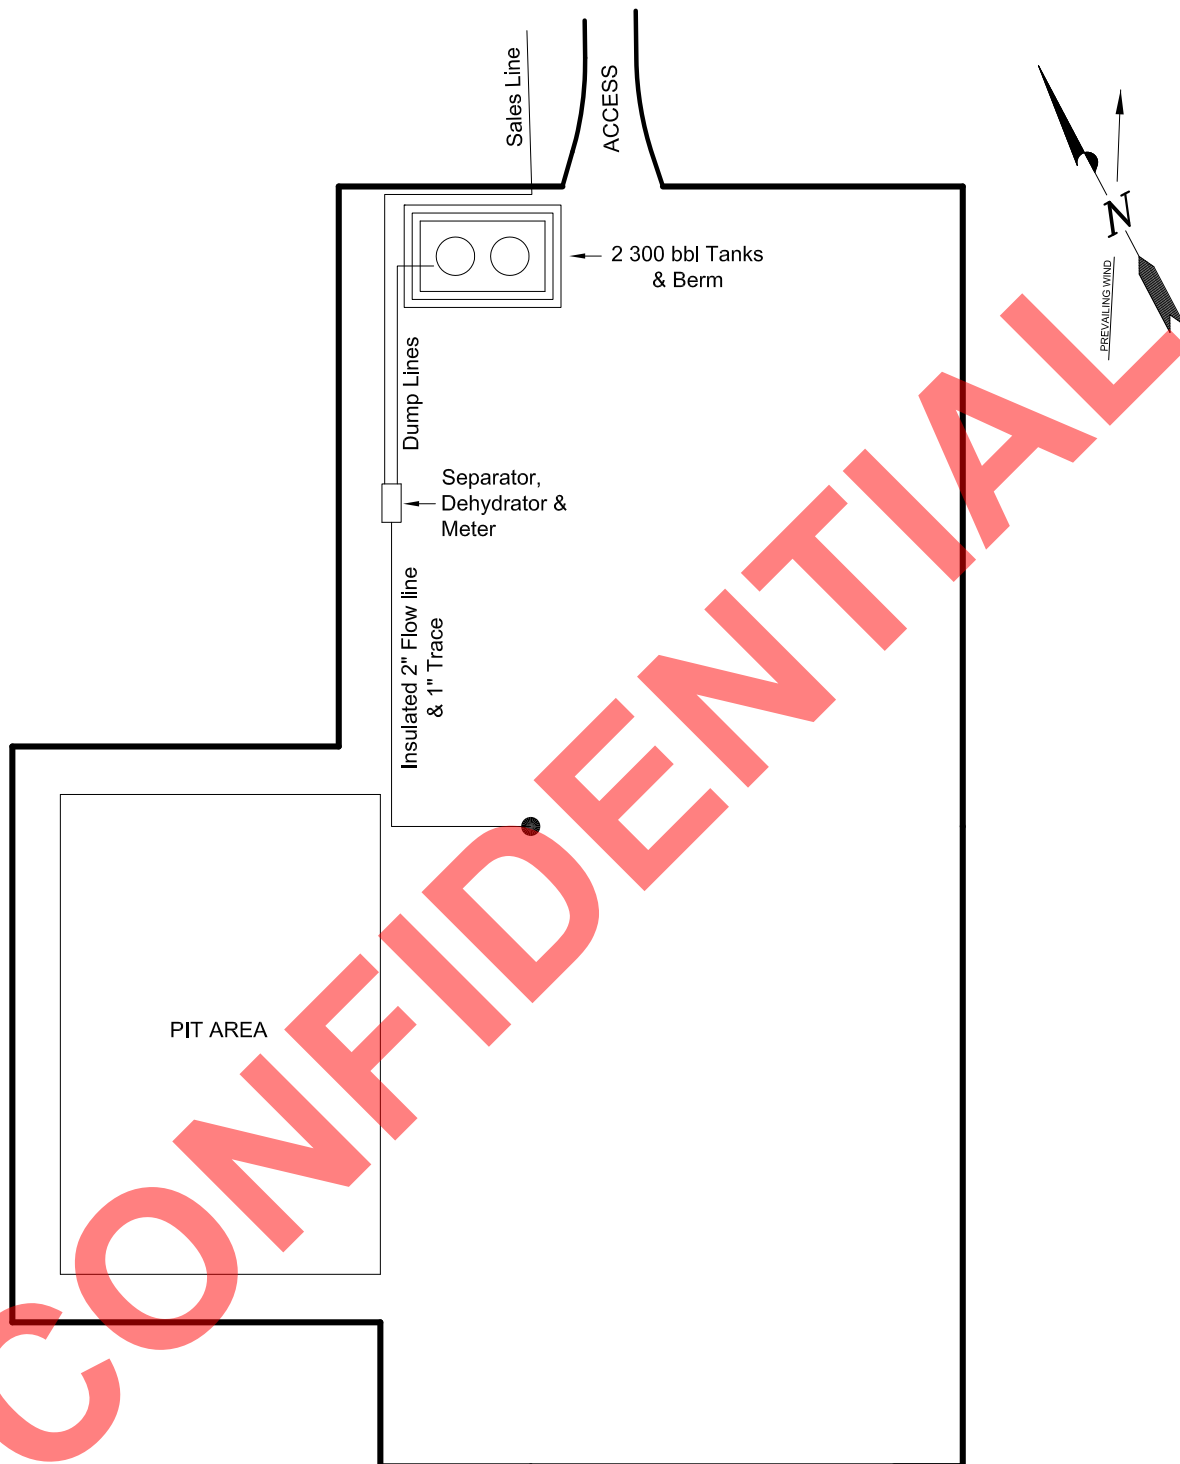 Sales Line
ACCESS
N
PREVAILING WIND
2 300 bbl Tanks
& Berm
Dump Lines
Separator,
Dehydrator &
Meter
Insulated 2" Flow line
& 1" Trace
PIT AREA
CONFIDENTIAL